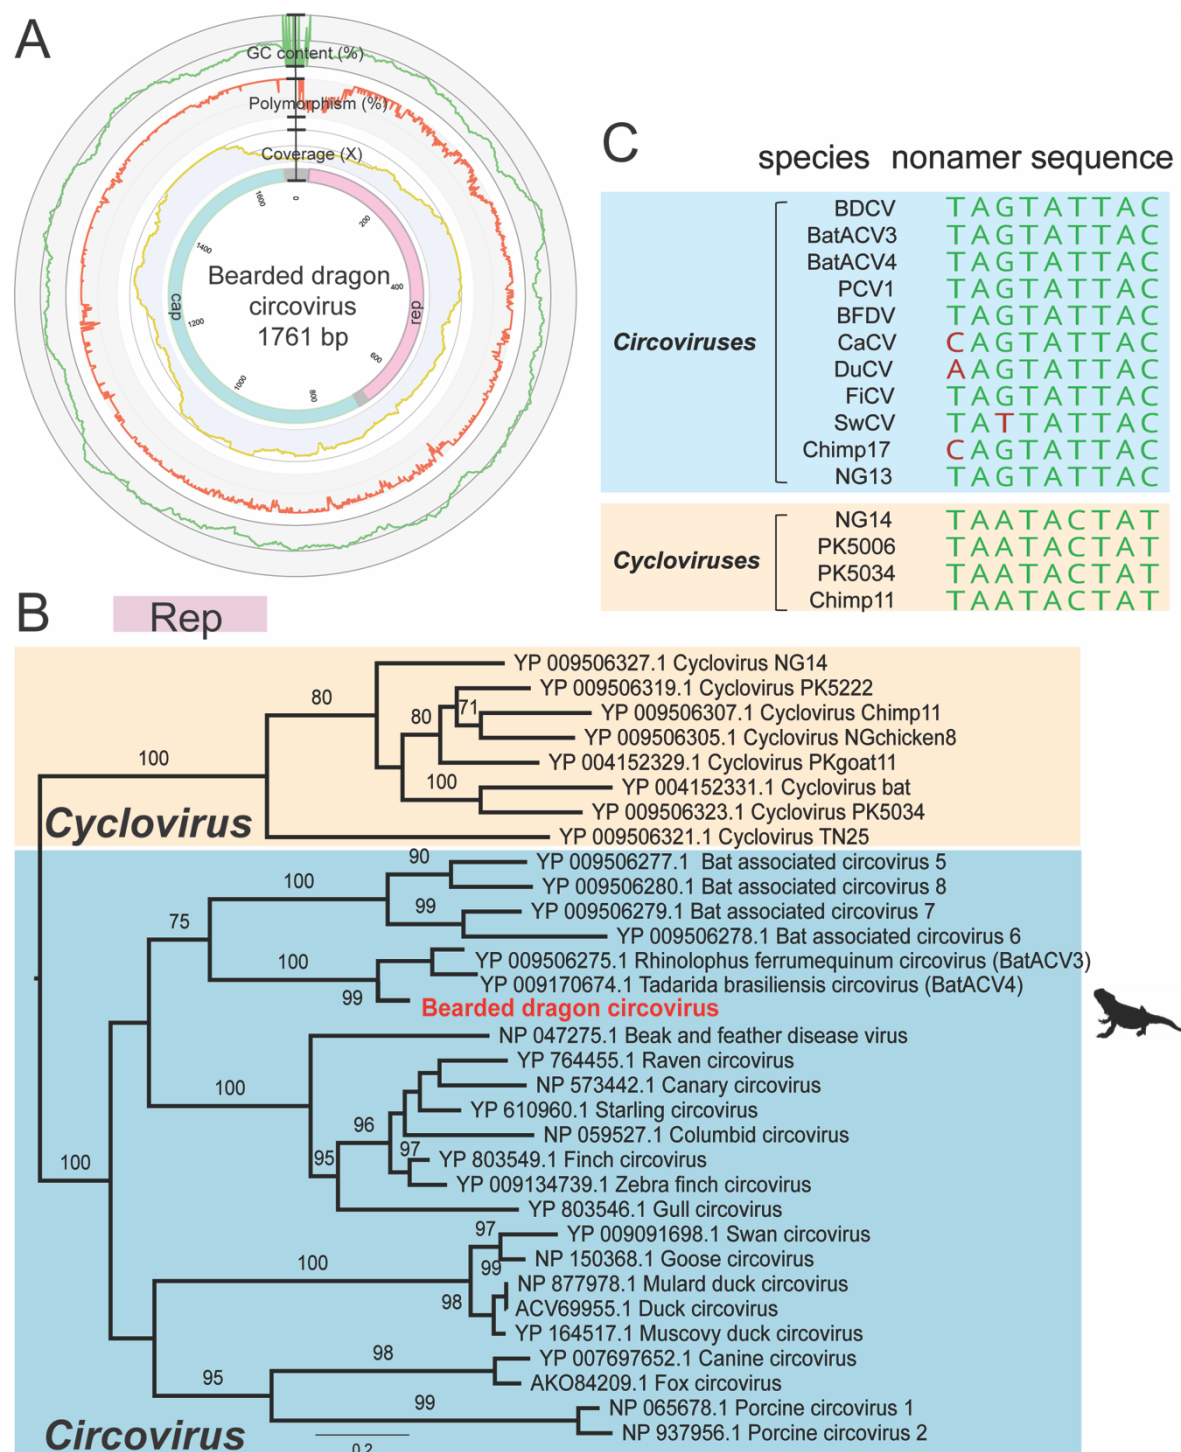 A
GC content (%)
Polymorphism (%)
Coverage (X)
0
200
400
600
800
1000
1200
1400
1600
rep
cap
Bearded dragon
circovirus
1761 bp
C
species nonamer sequence
Circoviruses
BDCV TAGTATTAC
BatACV3 TAGTATTAC
BatACV4 TAGTATTAC
PCV1 TAGTATTAC
BFDV TAGTATTAC
CaCV CAGTATTAC
DuCV AAGTATTAC
FiCV TAGTATTAC
SwCV TATTATTAC
Chimp17 CAGTATTAC
NG13 TAGTATTAC
Cycloviruses
NG14 TAATACTAT
PK5006 TAATACTAT
PK5034 TAATACTAT
Chimp11 TAATACTAT
B
Rep
YP 009506327.1 Cyclovirus NG14
80
YP 009506319.1 Cyclovirus PK5222
71
YP 009506307.1 Cyclovirus Chimp11
80
YP 009506305.1 Cyclovirus NGchicken8
100
YP 004152329.1 Cyclovirus PKgoat11
100
YP 004152331.1 Cyclovirus bat
YP 009506323.1 Cyclovirus PK5034
Cyclovirus
YP 009506321.1 Cyclovirus TN25
90
YP 009506277.1 Bat associated circovirus 5
100
YP 009506280.1 Bat associated circovirus 8
99
YP 009506279.1 Bat associated circovirus 7
75
YP 009506278.1 Bat associated circovirus 6
100
YP 009506275.1 Rhinolophus ferrumequinum circovirus (BatACV3)
YP 009170674.1 Tadarida brasiliensis circovirus (BatACV4)
99
Bearded dragon circovirus
NP 047275.1 Beak and feather disease virus
YP 764455.1 Raven circovirus
100
NP 573442.1 Canary circovirus
YP 610960.1 Starling circovirus
96
NP 059527.1 Columbid circovirus
97
95
YP 803549.1 Finch circovirus
100
YP 009134739.1 Zebra finch circovirus
YP 803546.1 Gull circovirus
97
YP 009091698.1 Swan circovirus
100
99
NP 150368.1 Goose circovirus
NP 877978.1 Mulard duck circovirus
98
ACV69955.1 Duck circovirus
YP 164517.1 Muscovy duck circovirus
98
YP 007697652.1 Canine circovirus
95
AKO84209.1 Fox circovirus
99
NP 065678.1 Porcine circovirus 1
NP 937956.1 Porcine circovirus 2
Circovirus
0.2